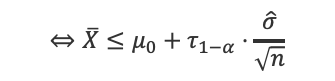 ⇔ X̄ ≤ μ₀ + τ₁₋α · σ̂ / √n